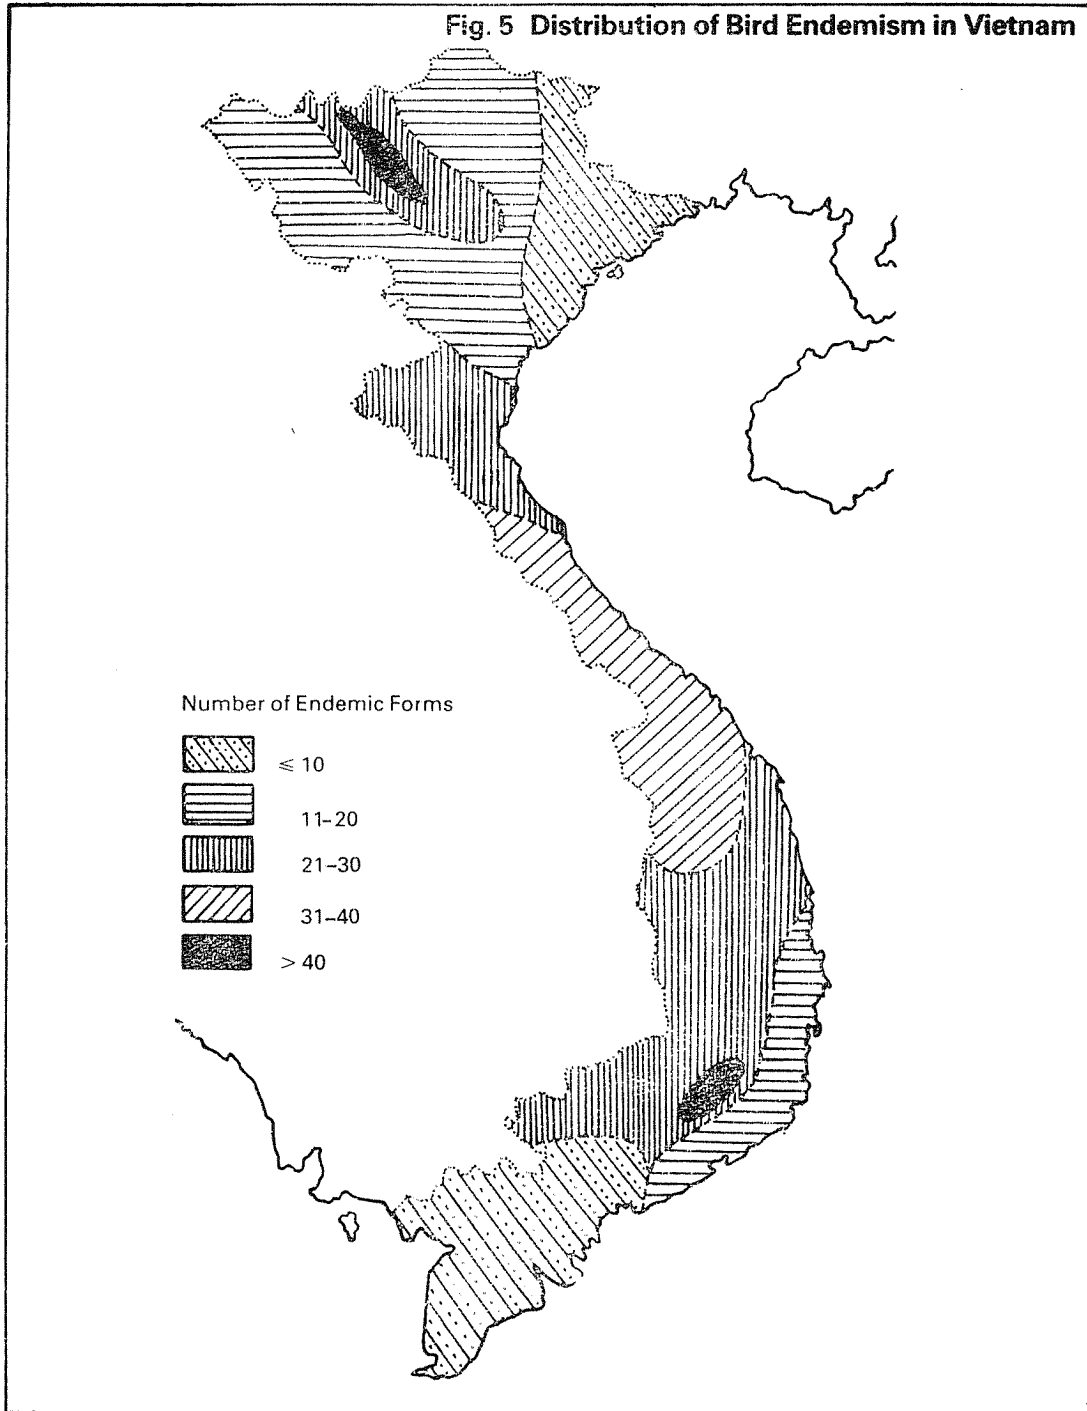 Fig. 5 Distribution of Bird Endemism in Vietnam
Number of Endemic Forms
≤ 10
11–20
21–30
31–40
> 40